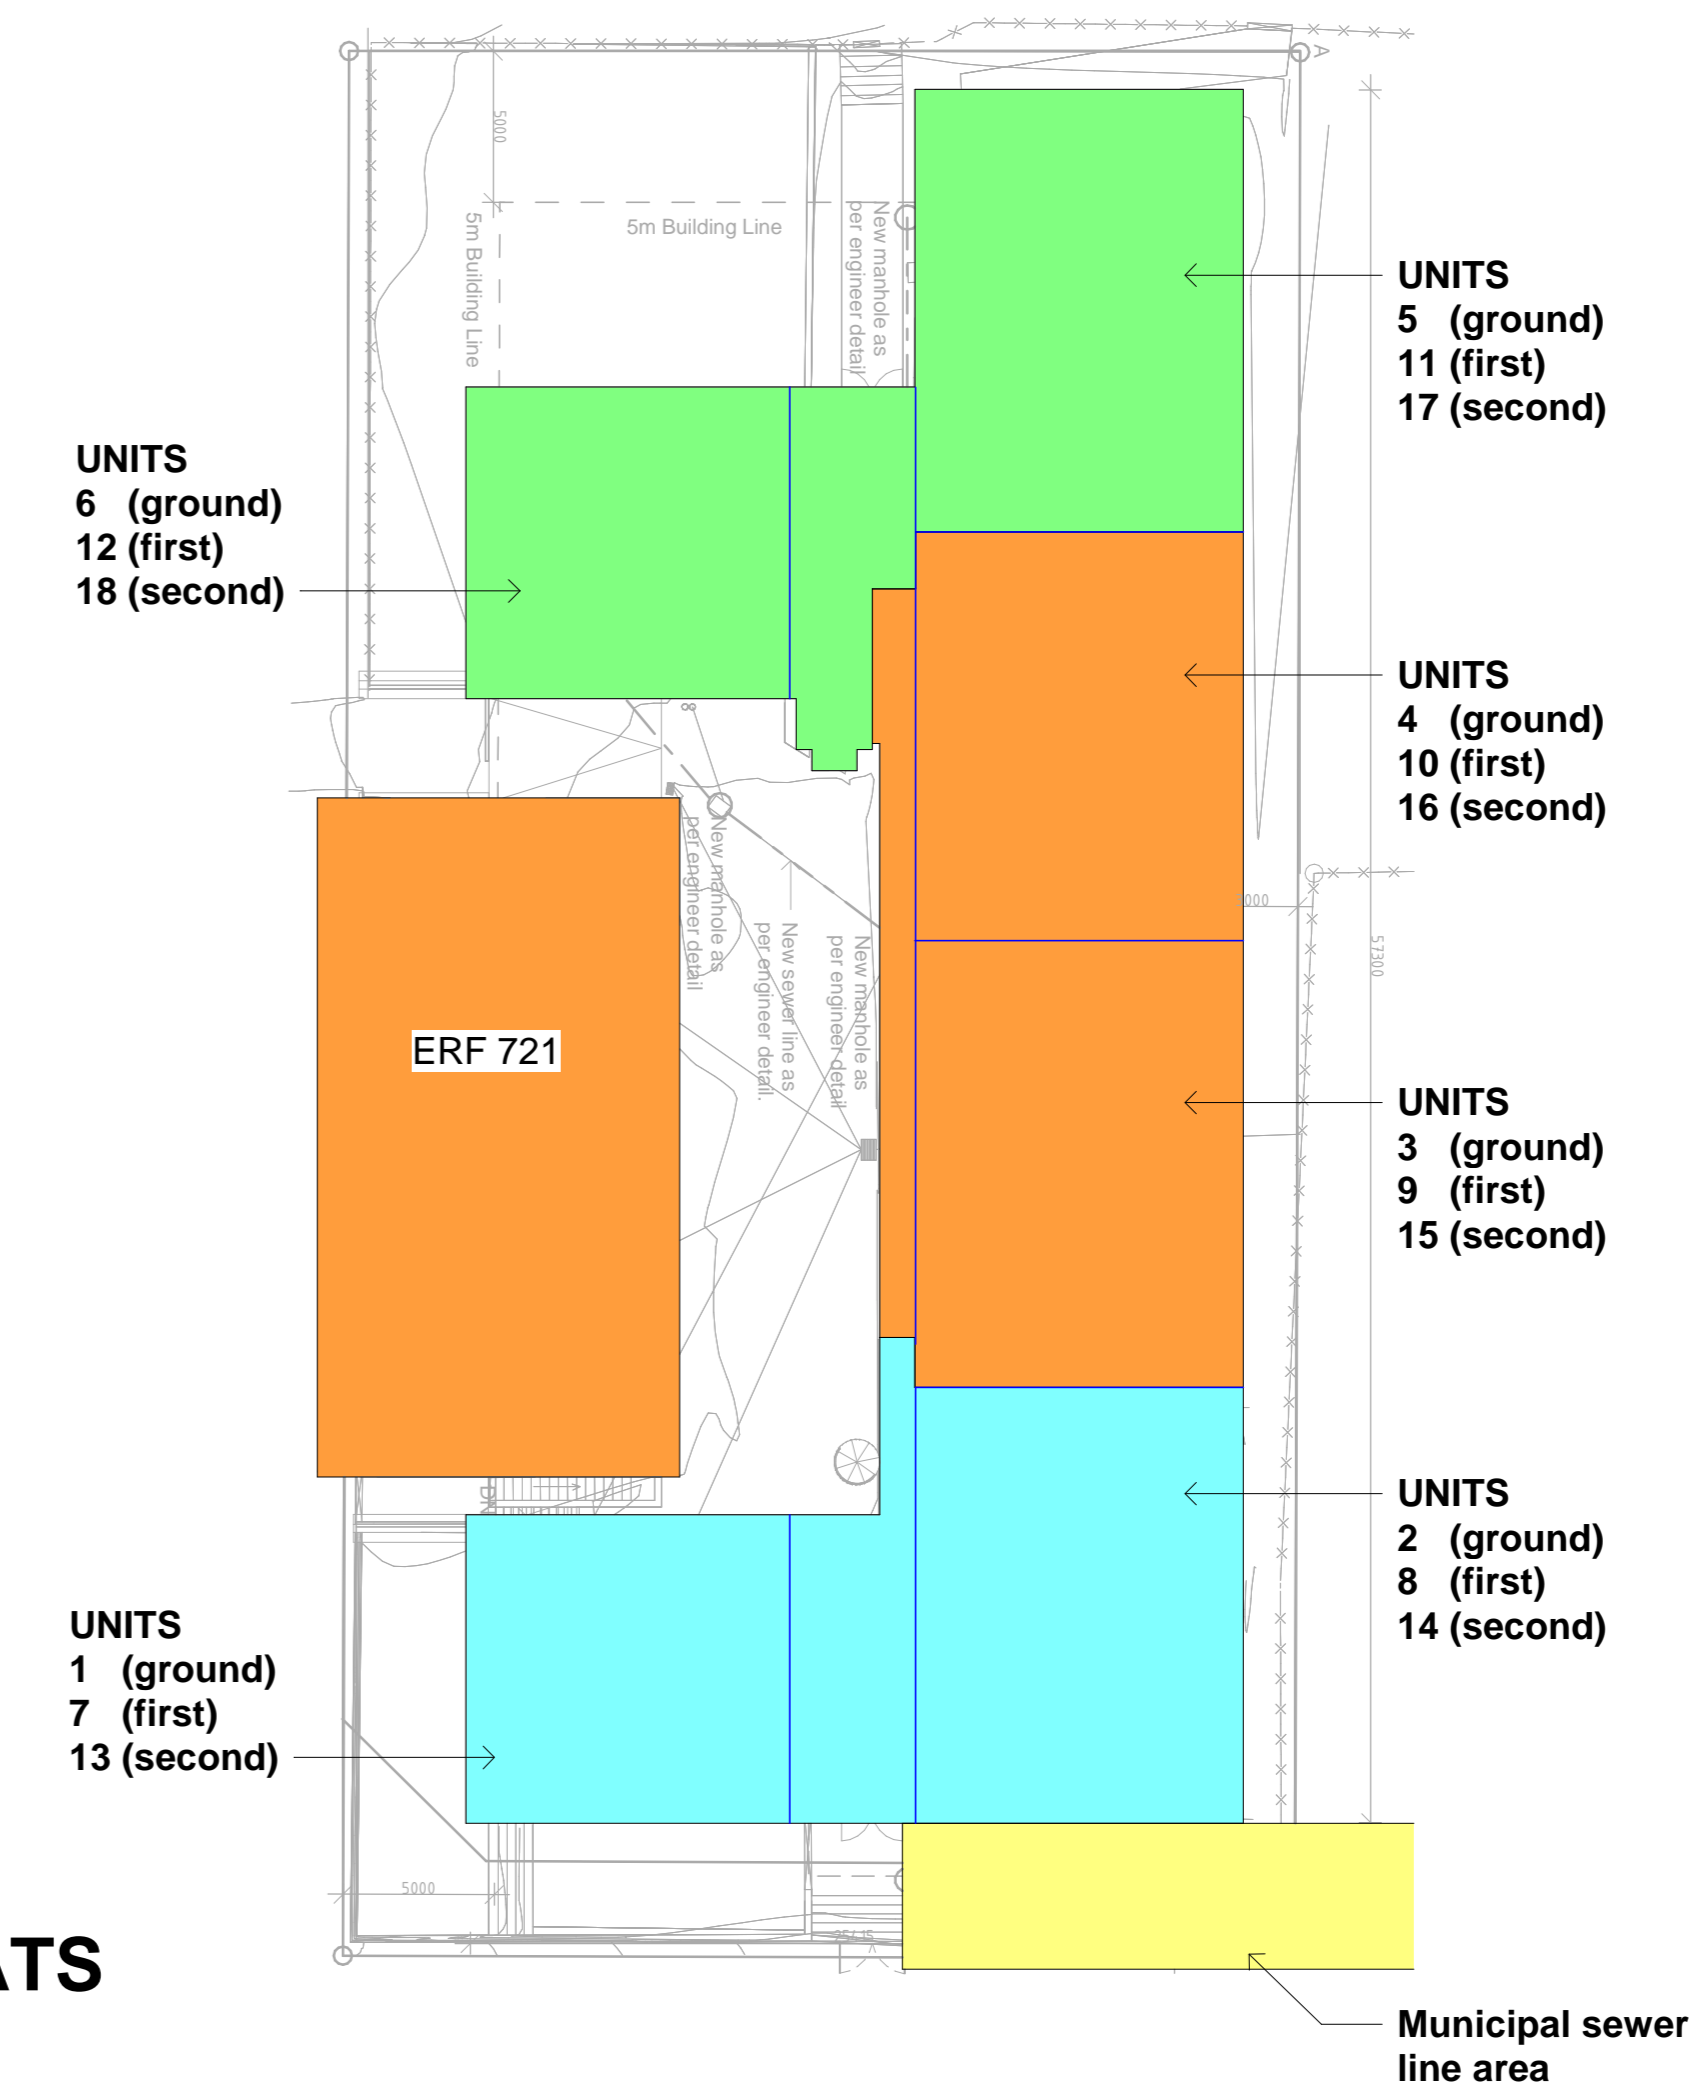 A
5000
5m Building Line
5m Building Line
New manhole as
per engineer detail
UNITS
5 (ground)
11 (first)
17 (second)
UNITS
6 (ground)
12 (first)
18 (second)
UNITS
4 (ground)
10 (first)
16 (second)
8
New manhole as
per engineer detail
New sewer line as
per engineer detail.
New manhole as
per engineer detail
57300
ERF 721
UNITS
3 (ground)
9 (first)
15 (second)
UNITS
2 (ground)
8 (first)
14 (second)
UNITS
1 (ground)
7 (first)
13 (second)
5000
ATS
Municipal sewer
line area